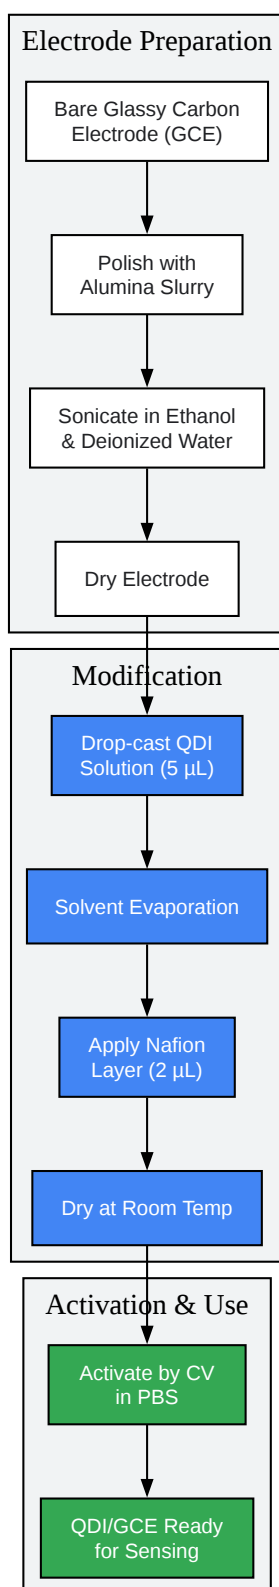 Electrode Preparation
Bare Glassy Carbon
Electrode (GCE)
Polish with
Alumina Slurry
Sonicate in Ethanol
& Deionized Water
Dry Electrode
Modification
Drop-cast QDI
Solution (5 µL)
Solvent Evaporation
Apply Nafion
Layer (2 µL)
Dry at Room Temp
Activation & Use
Activate by CV
in PBS
QDI/GCE Ready
for Sensing